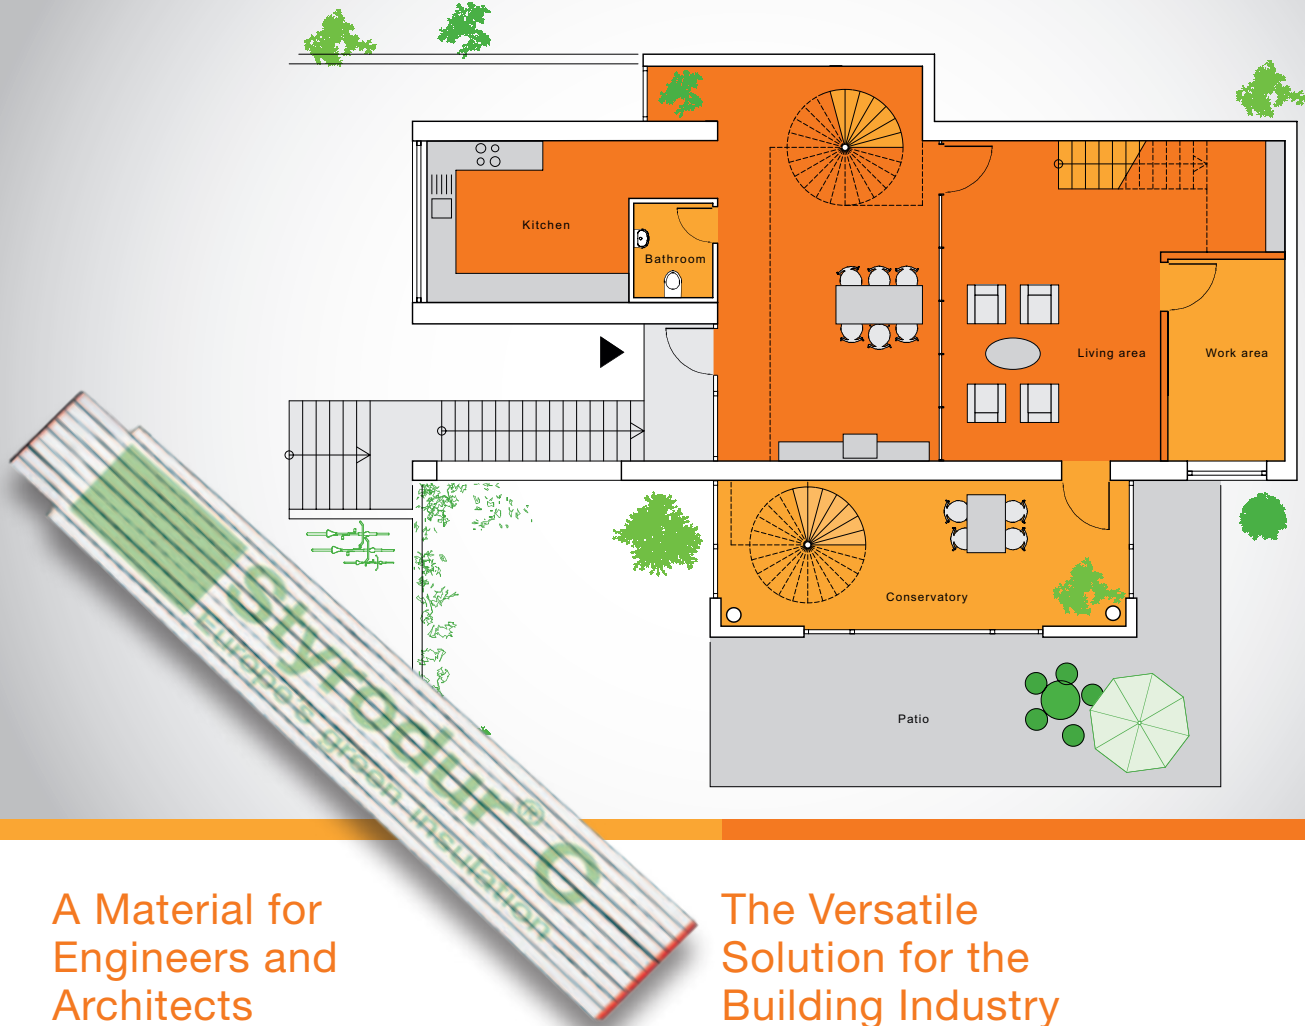 Kitchen
Bathroom
Living area
Work area
Conservatory
Patio
Styrodur® C
Europe's green insulation
A Material for
Engineers and
Architects
The Versatile
Solution for the
Building Industry